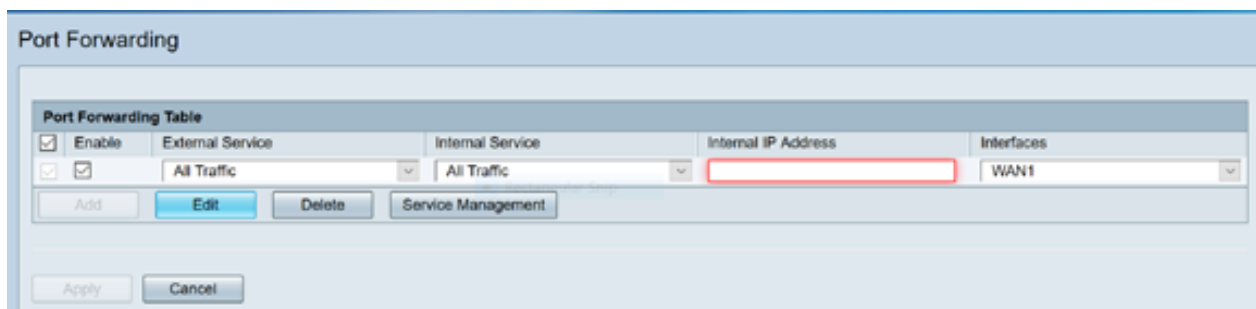 Port Forwarding
Port Forwarding Table
Enable External Service Internal Service Internal IP Address Interfaces
All Traffic All Traffic WAN1
Add Edit Delete Service Management
Apply Cancel